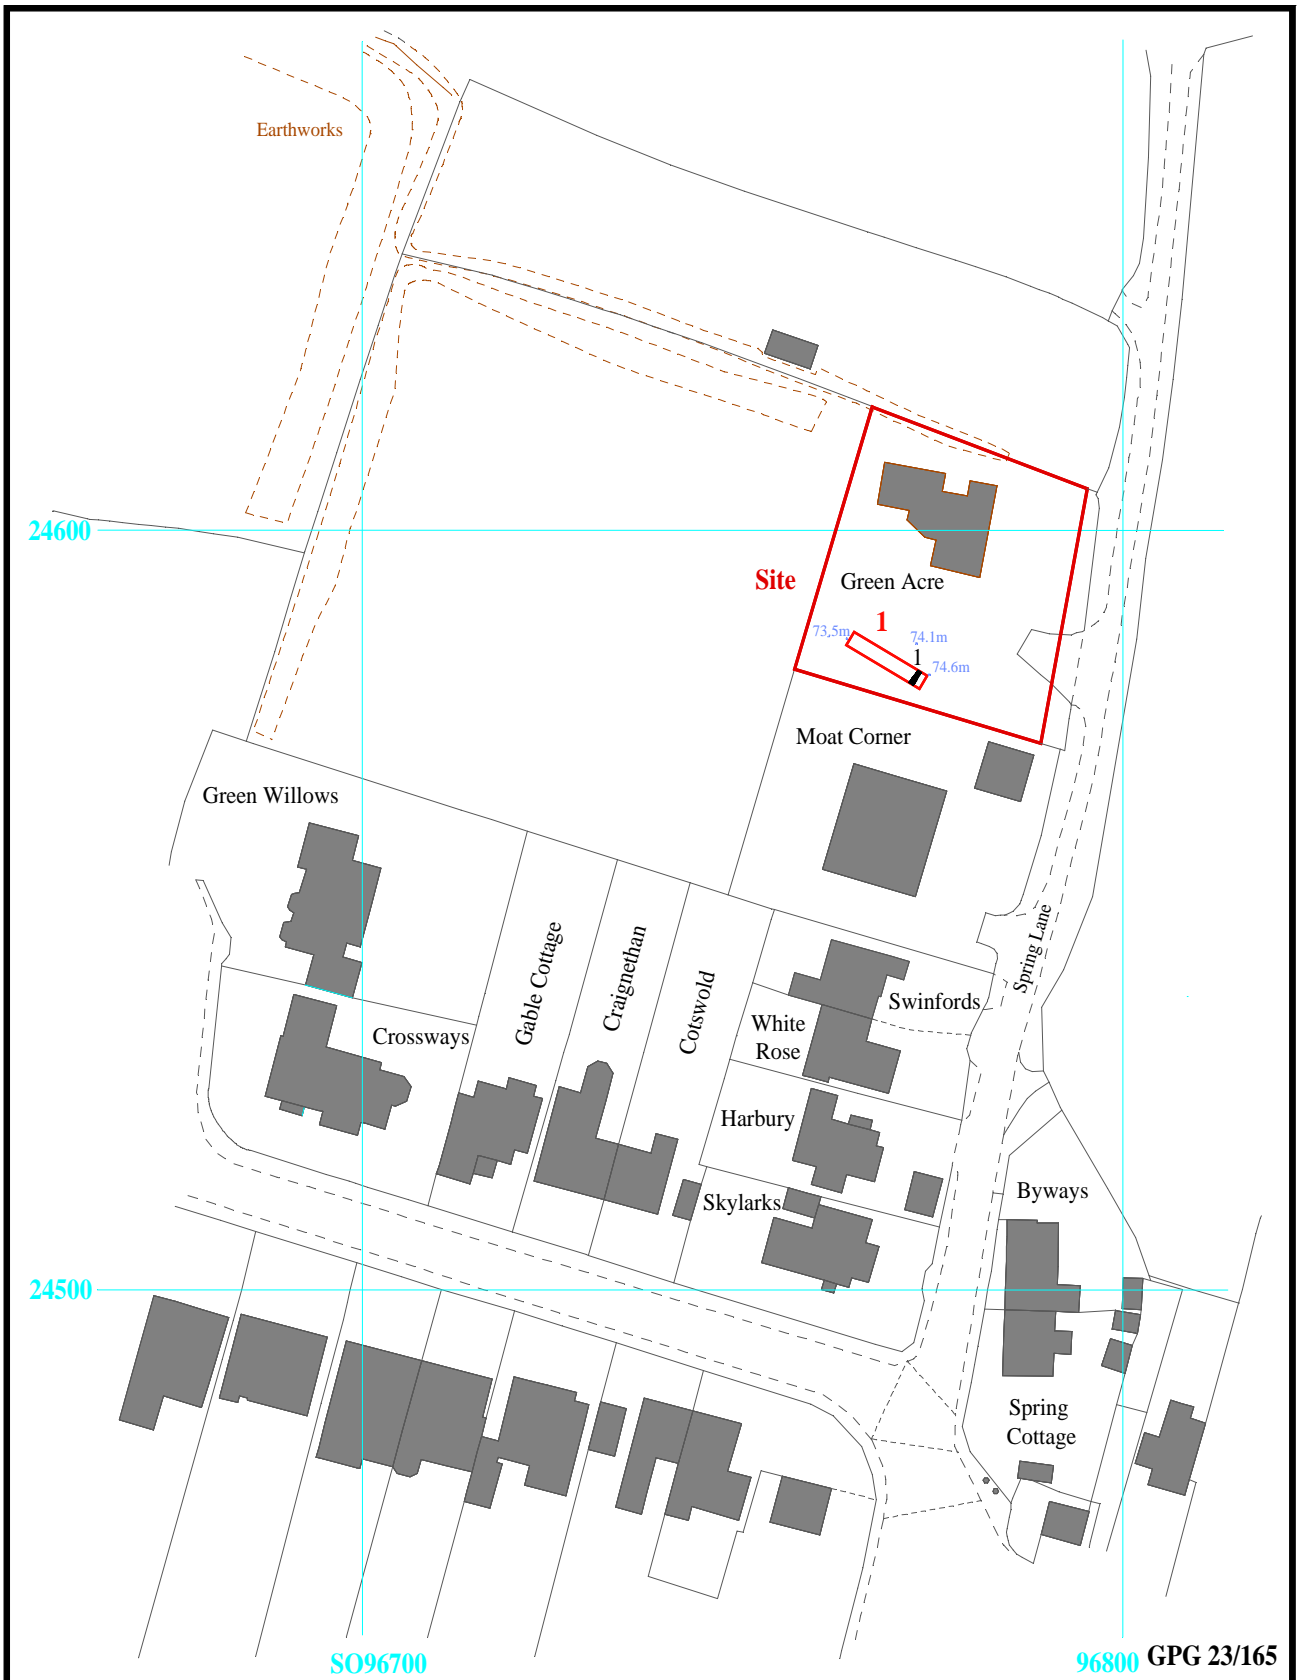 Earthworks
24600
Site
Green Acre
1
73.5m
74.1m
1
74.6m
Moat Corner
Green Willows
Gable Cottage
Craignethan
Cotswold
Spring Lane
Swinfords
White
Rose
Crossways
Harbury
Skylarks
Byways
24500
Spring
Cottage
SO96700
96800
GPG 23/165